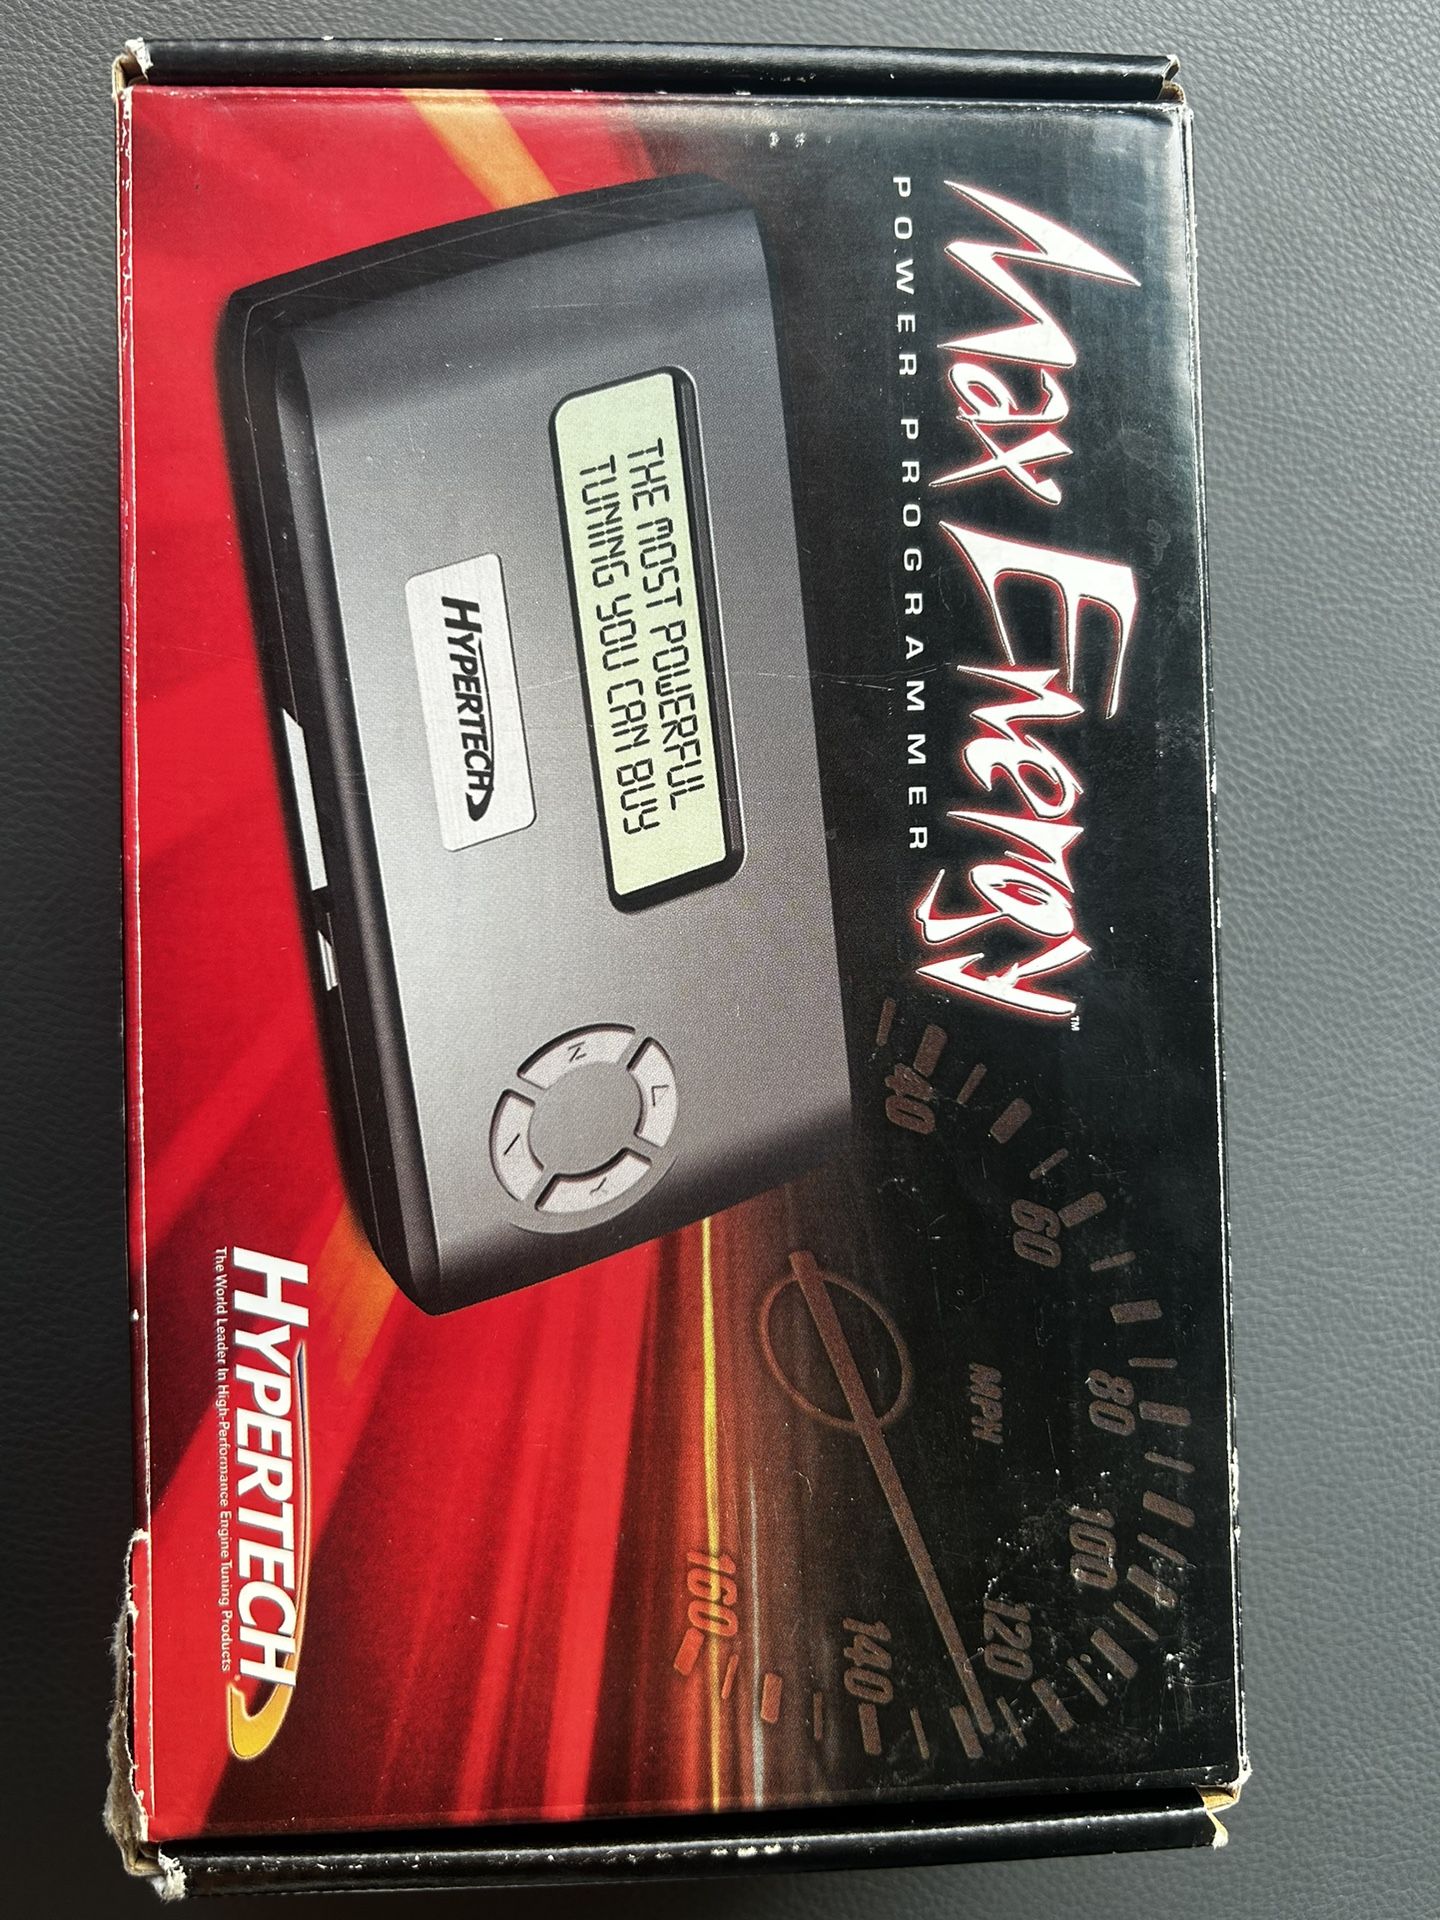 Max Energy™
POWER PROGRAMMER
THE MOST POWERFUL
TUNING YOU CAN BUY
HYPERTECH
N
L
Y
40
60
80
100
120
140
160
MPH
HYPERTECH®
The World Leader In High-Performance Engine Tuning Products